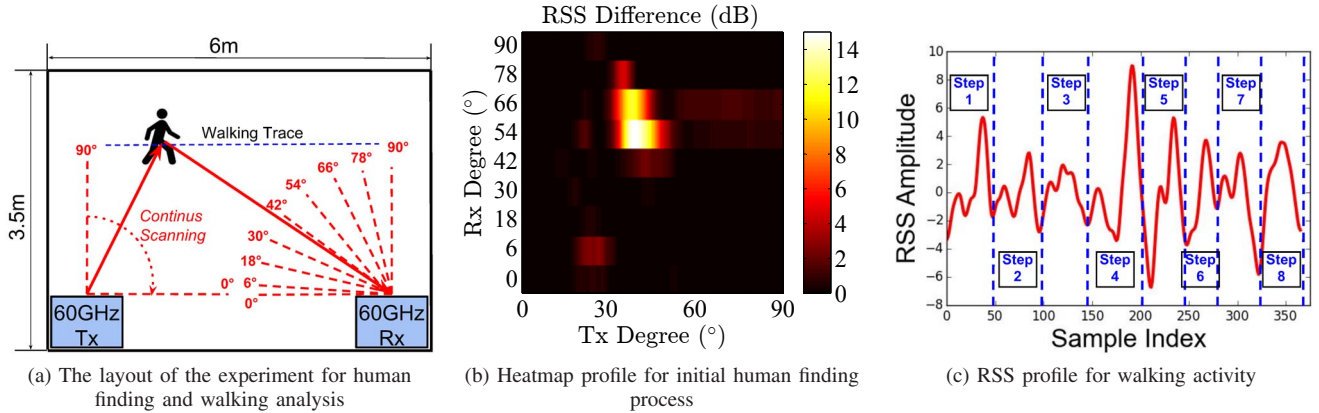 6m
3.5m
Walking Trace
90°
90°
78°
66°
54°
42°
30°
18°
6°
0°
0°
Continus
Scanning
60GHz
Tx
60GHz
Rx
(a) The layout of the experiment for human
finding and walking analysis
RSS Difference (dB)
Rx Degree (°)
90
78
66
54
42
30
18
6
0
0
30
60
90
Tx Degree (°)
14
12
10
8
6
4
2
0
(b) Heatmap profile for initial human finding
process
RSS Amplitude
10
8
6
4
2
0
−2
−4
−6
−8
Step
1
Step
3
Step
5
Step
7
Step
2
Step
4
Step
6
Step
8
0
50
100
150
200
250
300
350
Sample Index
(c) RSS profile for walking activity